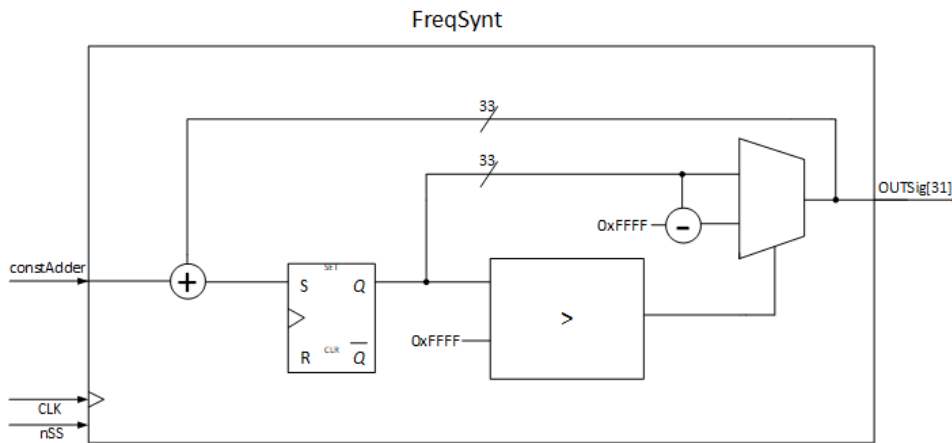 FreqSynt
33
33
OUTSig[31]
0xFFFF
-
constAdder
+
SET
S Q
>
0xFFFF
R CLR Q
CLK
nSS